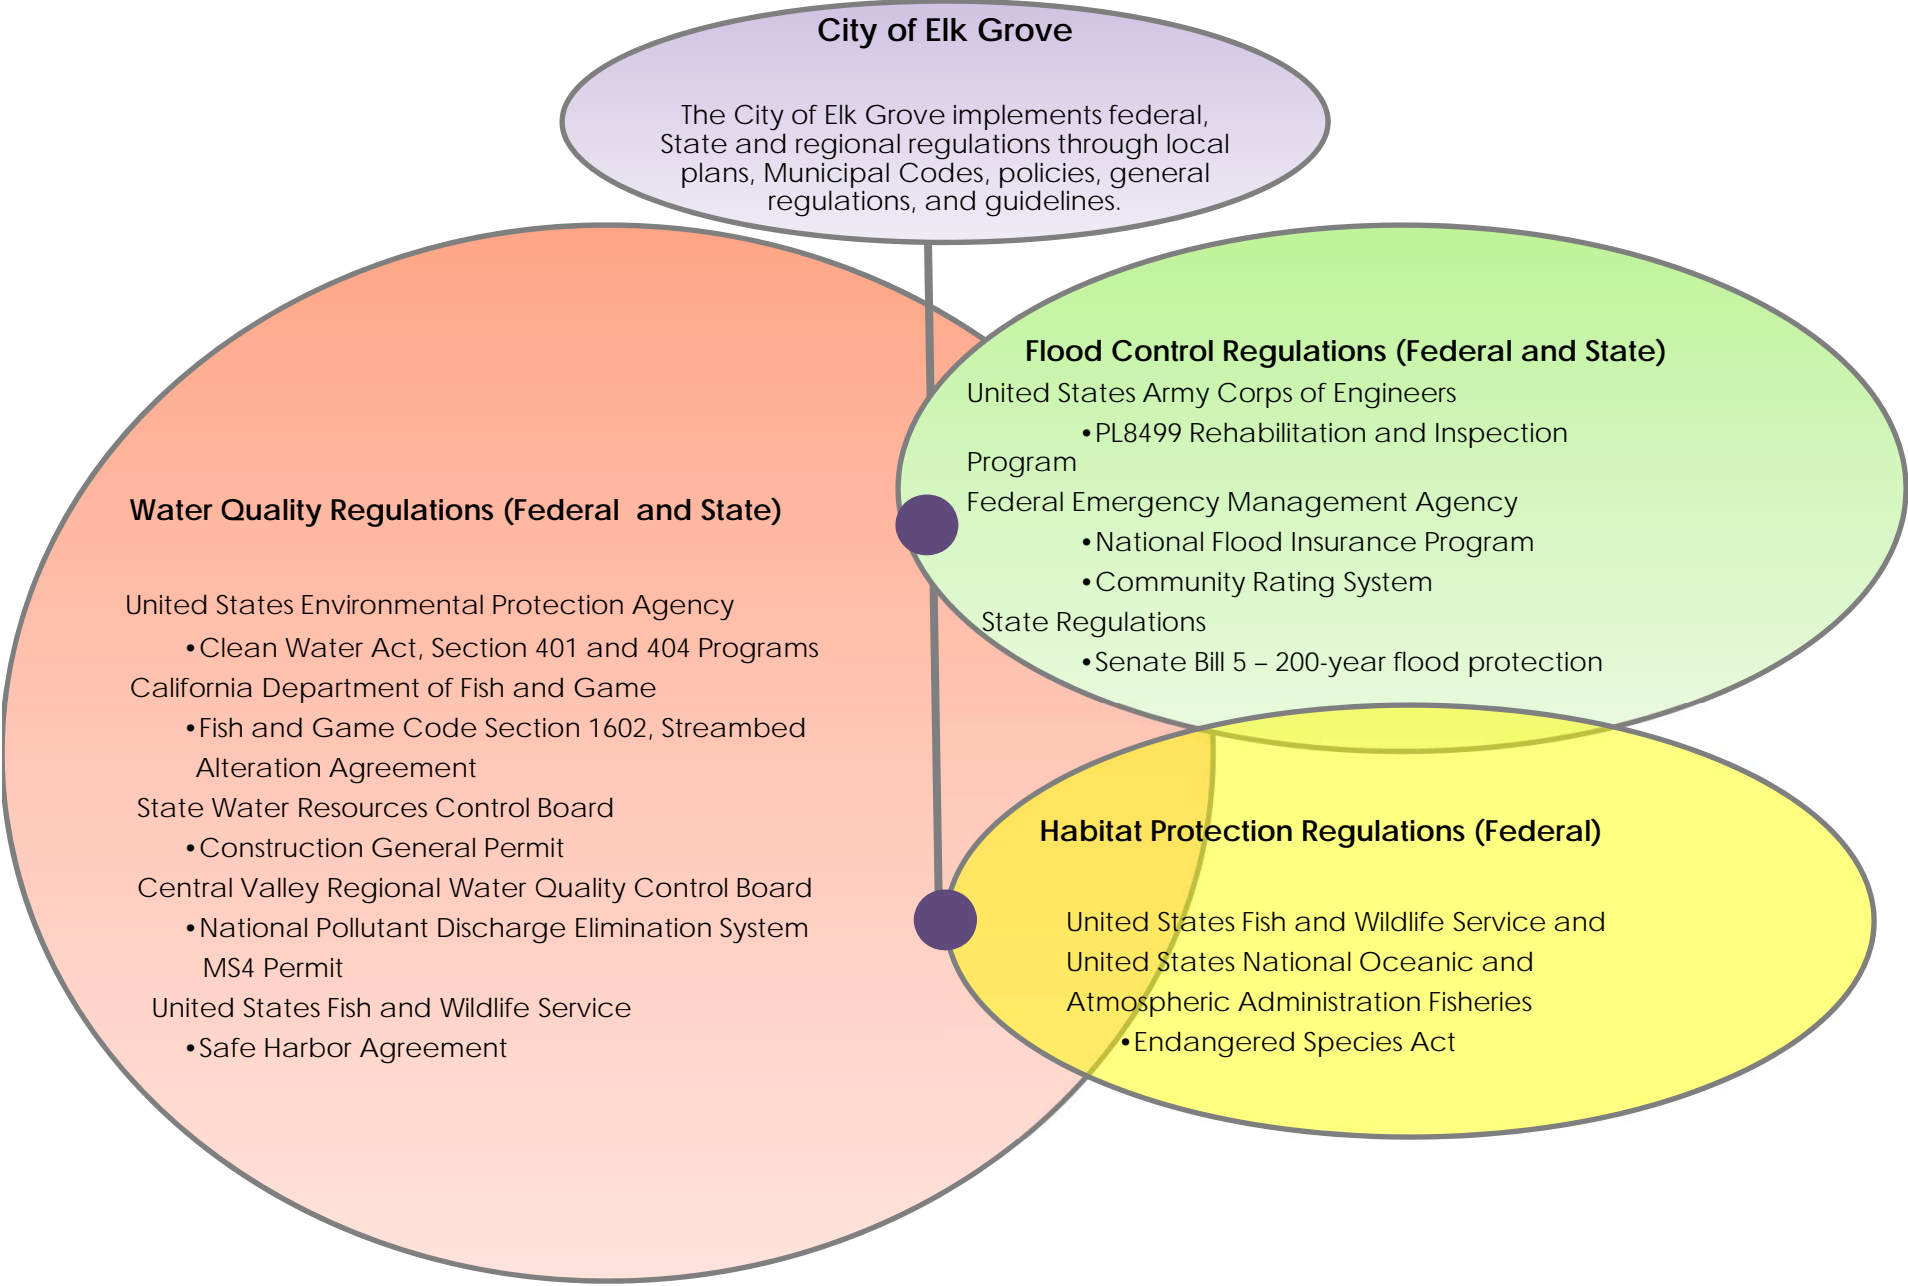 City of Elk Grove
The City of Elk Grove implements federal,
State and regional regulations through local
plans, Municipal Codes, policies, general
regulations, and guidelines.
Water Quality Regulations (Federal and State)
United States Environmental Protection Agency
•Clean Water Act, Section 401 and 404 Programs
California Department of Fish and Game
•Fish and Game Code Section 1602, Streambed
Alteration Agreement
State Water Resources Control Board
•Construction General Permit
Central Valley Regional Water Quality Control Board
•National Pollutant Discharge Elimination System
MS4 Permit
United States Fish and Wildlife Service
•Safe Harbor Agreement
Flood Control Regulations (Federal and State)
United States Army Corps of Engineers
•PL8499 Rehabilitation and Inspection
Program
Federal Emergency Management Agency
•National Flood Insurance Program
•Community Rating System
State Regulations
•Senate Bill 5 – 200-year flood protection
Habitat Protection Regulations (Federal)
United States Fish and Wildlife Service and
United States National Oceanic and
Atmospheric Administration Fisheries
•Endangered Species Act